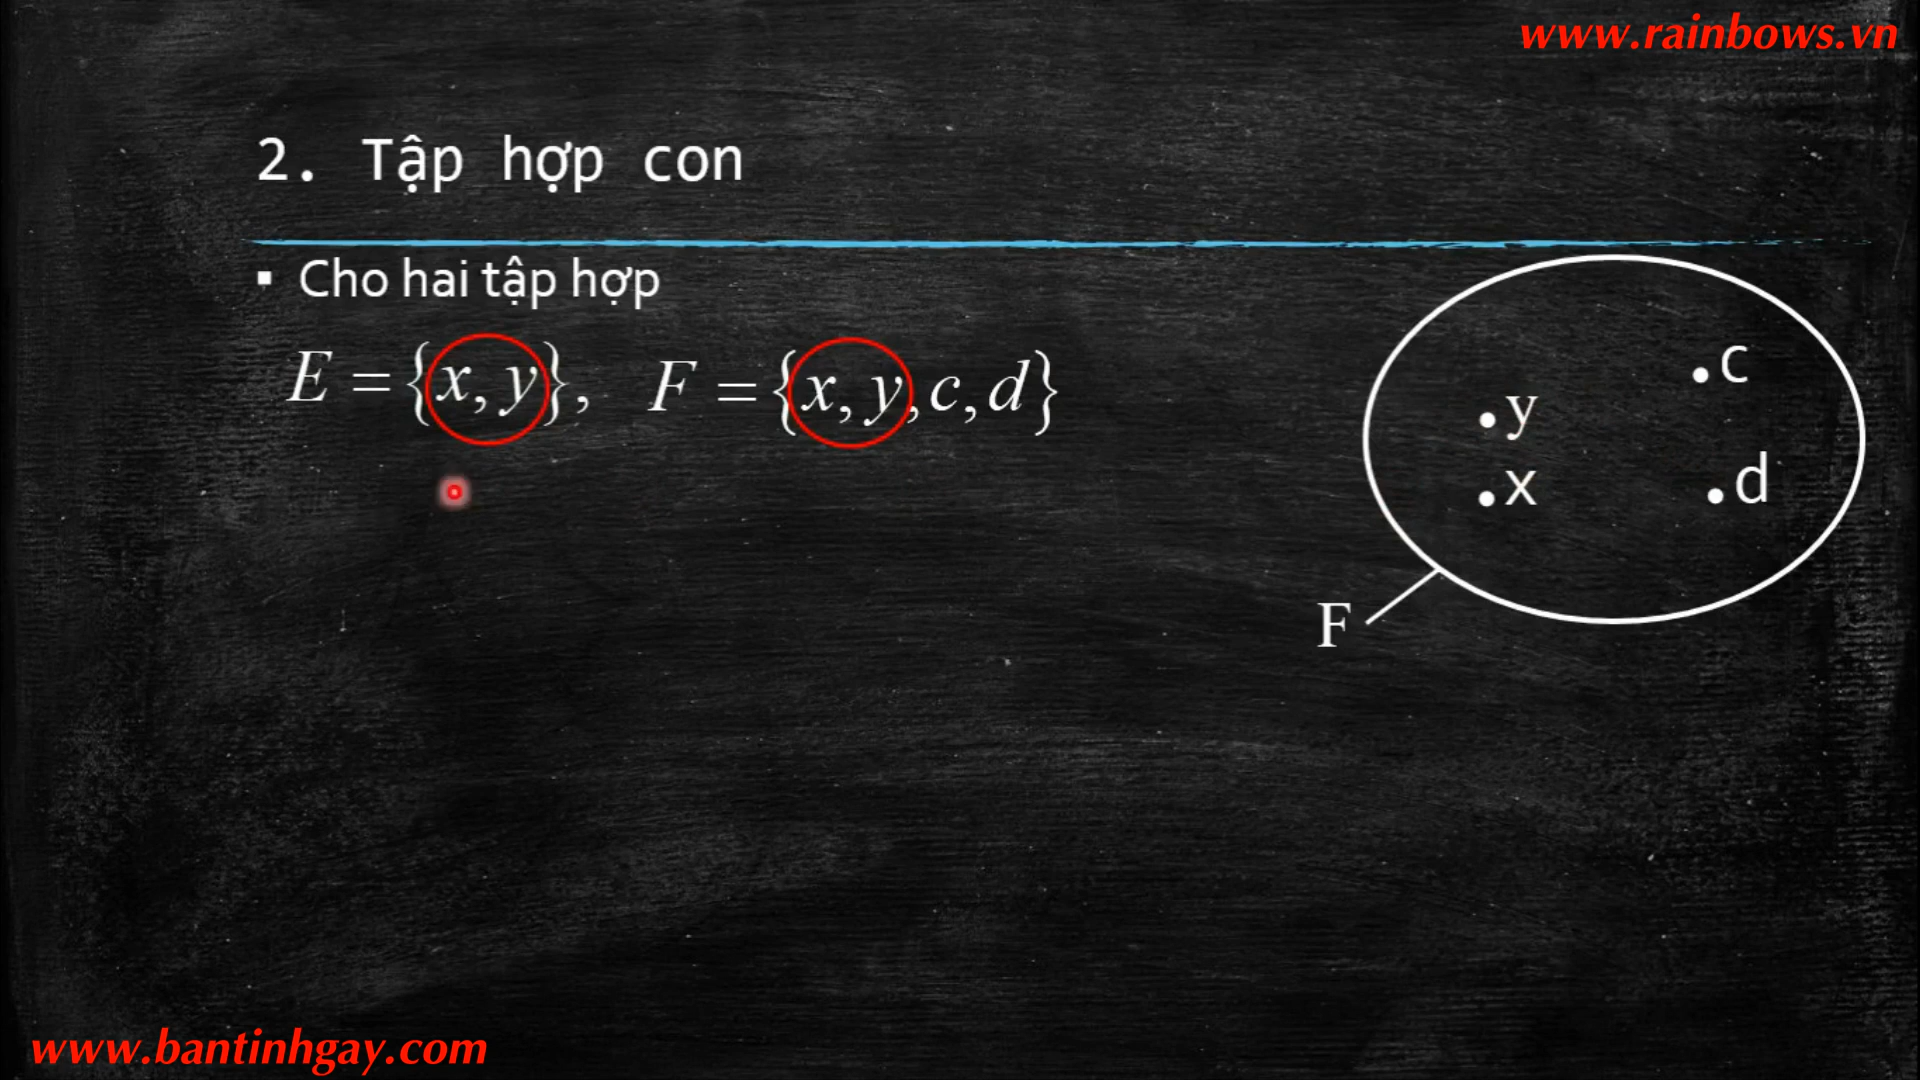 www.rainbows.vn
2. Tập hợp con
▪ Cho hai tập hợp
E = {x, y}, F = {x, y, c, d}
c
y
x
d
F
www.bantinhgay.com